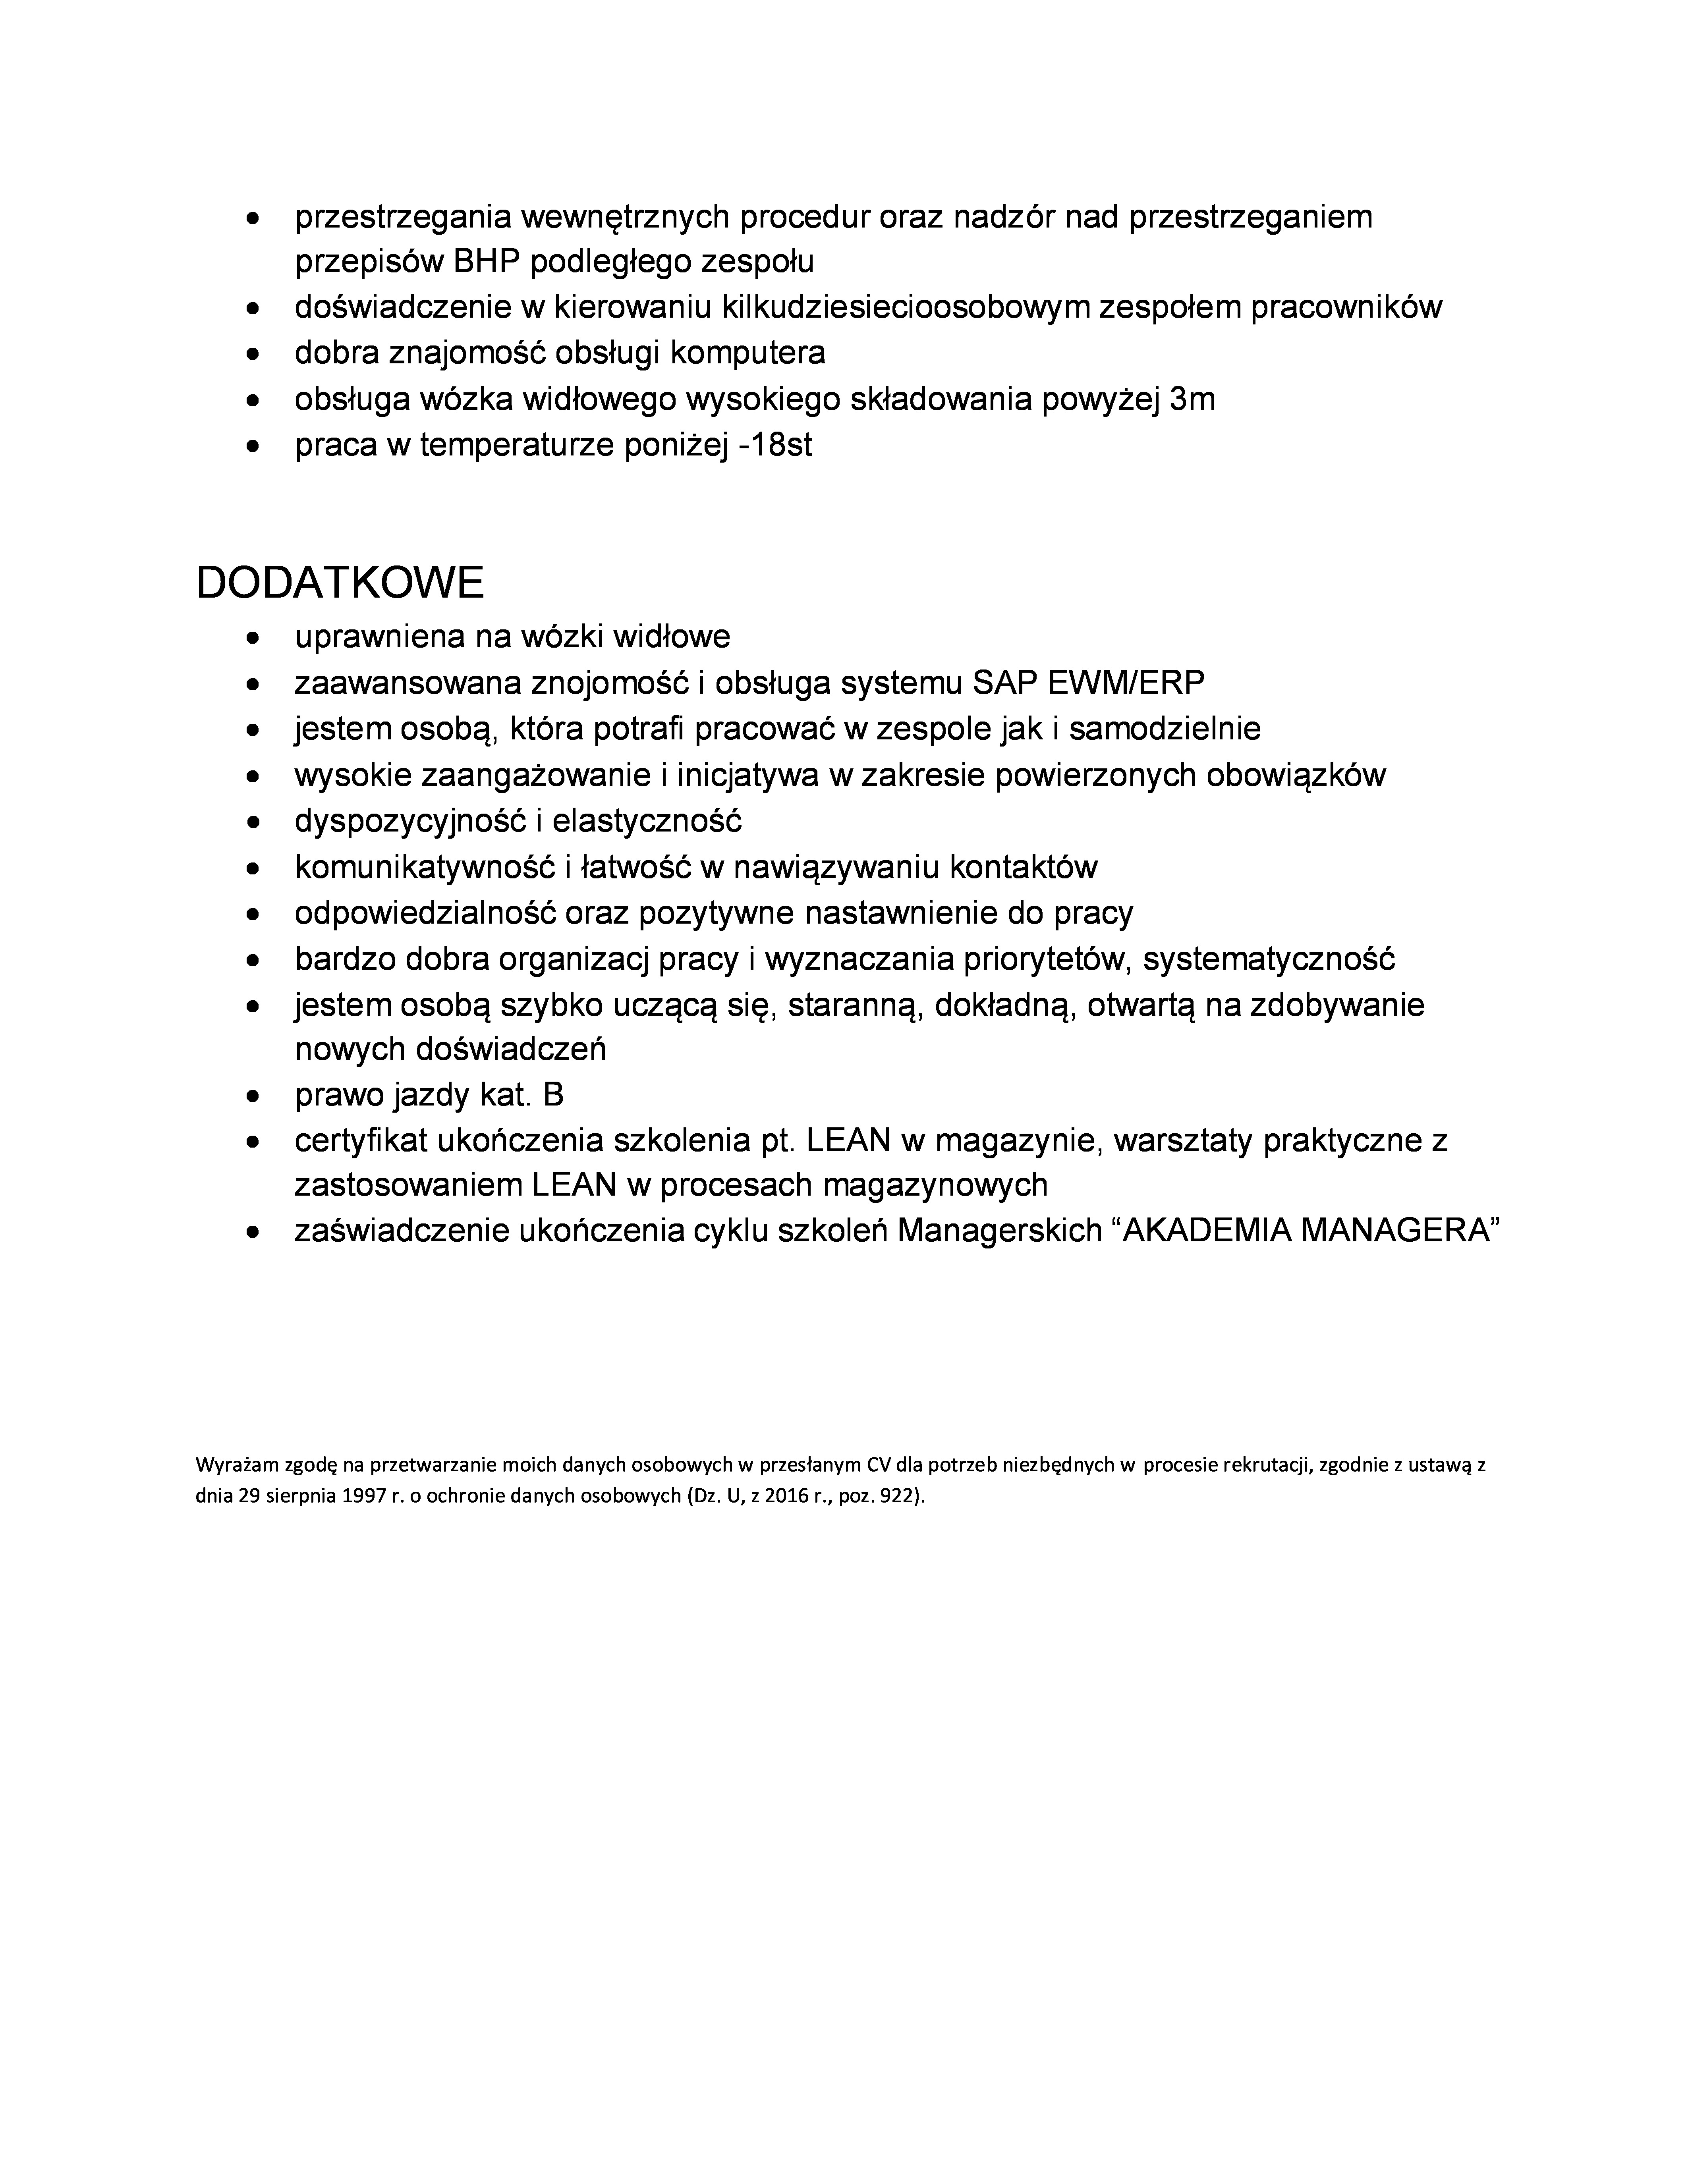 • przestrzegania wewnętrznych procedur oraz nadzór nad przestrzeganiem
przepisów BHP podległego zespołu
• doświadczenie w kierowaniu kilkudziesiecioosobowym zespołem pracowników
• dobra znajomość obsługi komputera
• obsługa wózka widłowego wysokiego składowania powyżej 3m
• praca w temperaturze poniżej -18st
DODATKOWE
• uprawniena na wózki widłowe
• zaawansowana znojomość i obsługa systemu SAP EWM/ERP
• jestem osobą, która potrafi pracować w zespole jak i samodzielnie
• wysokie zaangażowanie i inicjatywa w zakresie powierzonych obowiązków
• dyspozycyjność i elastyczność
• komunikatywność i łatwość w nawiązywaniu kontaktów
• odpowiedzialność oraz pozytywne nastawnienie do pracy
• bardzo dobra organizacj pracy i wyznaczania priorytetów, systematyczność
• jestem osobą szybko uczącą się, staranną, dokładną, otwartą na zdobywanie
nowych doświadczeń
• prawo jazdy kat. B
• certyfikat ukończenia szkolenia pt. LEAN w magazynie, warsztaty praktyczne z
zastosowaniem LEAN w procesach magazynowych
• zaświadczenie ukończenia cyklu szkoleń Managerskich “AKADEMIA MANAGERA”
Wyrażam zgodę na przetwarzanie moich danych osobowych w przesłanym CV dla potrzeb niezbędnych w procesie rekrutacji, zgodnie z ustawą z
dnia 29 sierpnia 1997 r. o ochronie danych osobowych (Dz. U, z 2016 r., poz. 922).